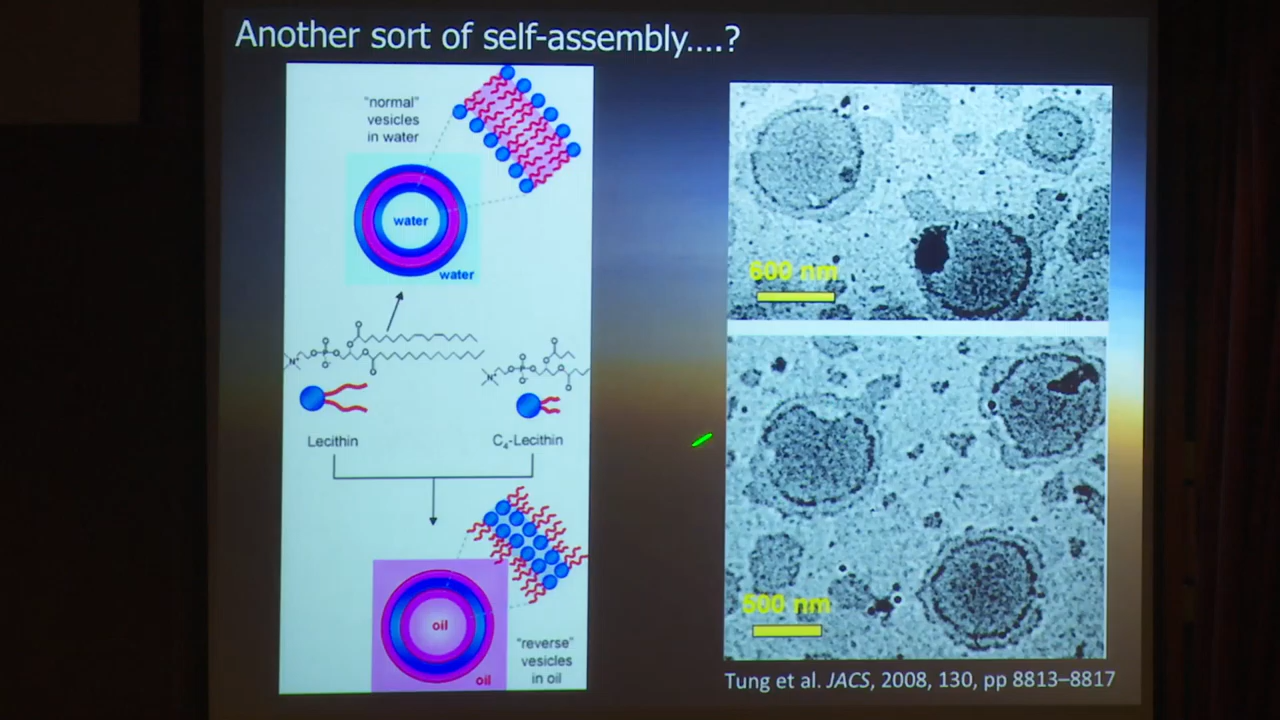 Another sort of self-assembly....?
"normal"
vesicles
in water
water
water
Lecithin
C4-Lecithin
oil
oil
"reverse"
vesicles
in oil
600 nm
500 nm
Tung et al. JACS, 2008, 130, pp 8813–8817